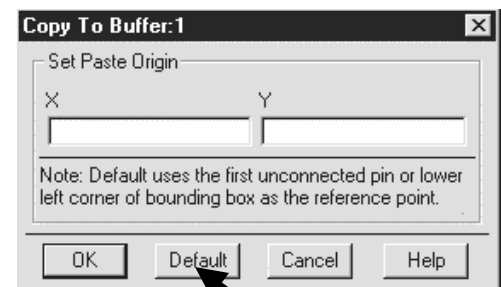 Copy To Buffer:1
Set Paste Origin
X Y
Note: Default uses the first unconnected pin or lower
left corner of bounding box as the reference point.
OK Default Cancel Help